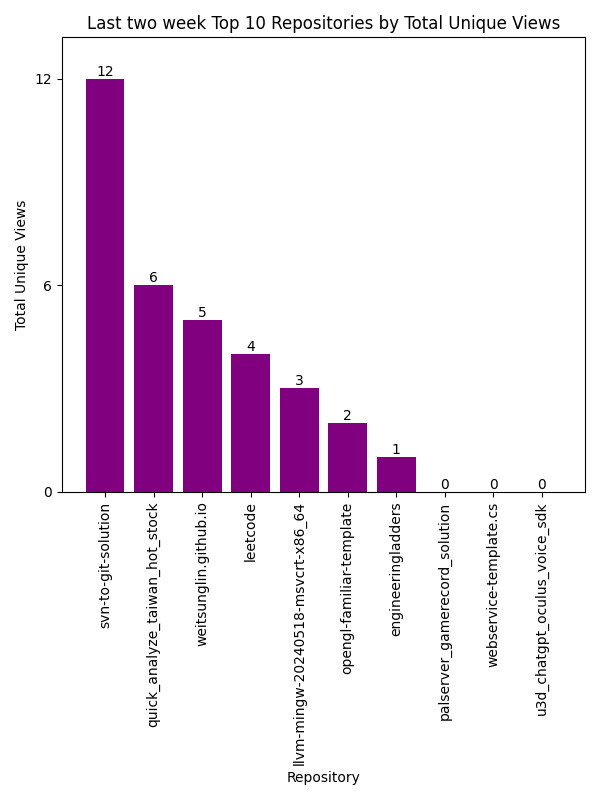 Last two week Top 10 Repositories by Total Unique Views
Total Unique Views
12
6
0
12
6
5
4
3
2
1
0
0
0
svn-to-git-solution
quick_analyze_taiwan_hot_stock
weitsunglin.github.io
leetcode
llvm-mingw-20240518-msvcrt-x86_64
opengl-familiar-template
engineeringladders
palserver_gamerecord_solution
webservice-template.cs
u3d_chatgpt_oculus_voice_sdk
Repository